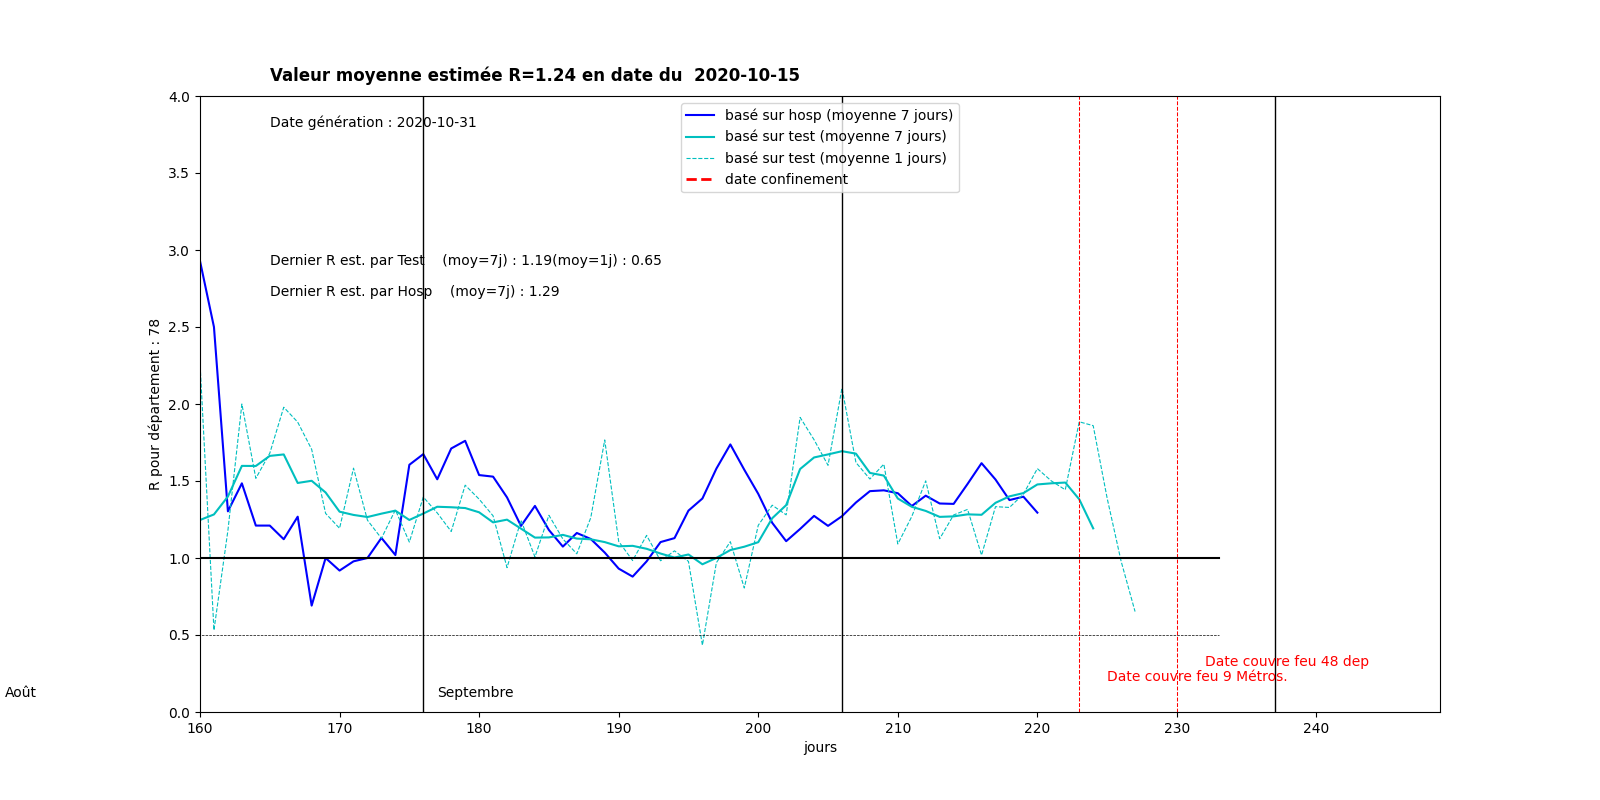 Valeur moyenne estimée R=1.24 en date du  2020-10-15
4.0
Date génération : 2020-10-31
basé sur hosp (moyenne 7 jours)
basé sur test (moyenne 7 jours)
basé sur test (moyenne 1 jours)
date confinement
3.5
3.0
Dernier R est. par Test    (moy=7j) : 1.19(moy=1j) : 0.65
Dernier R est. par Hosp    (moy=7j) : 1.29
2.5
R pour département : 78
2.0
1.5
1.0
0.5
Date couvre feu 48 dep
Date couvre feu 9 Métros.
Août
Septembre
0.0
160 170 180 190 200 210 220 230 240
jours